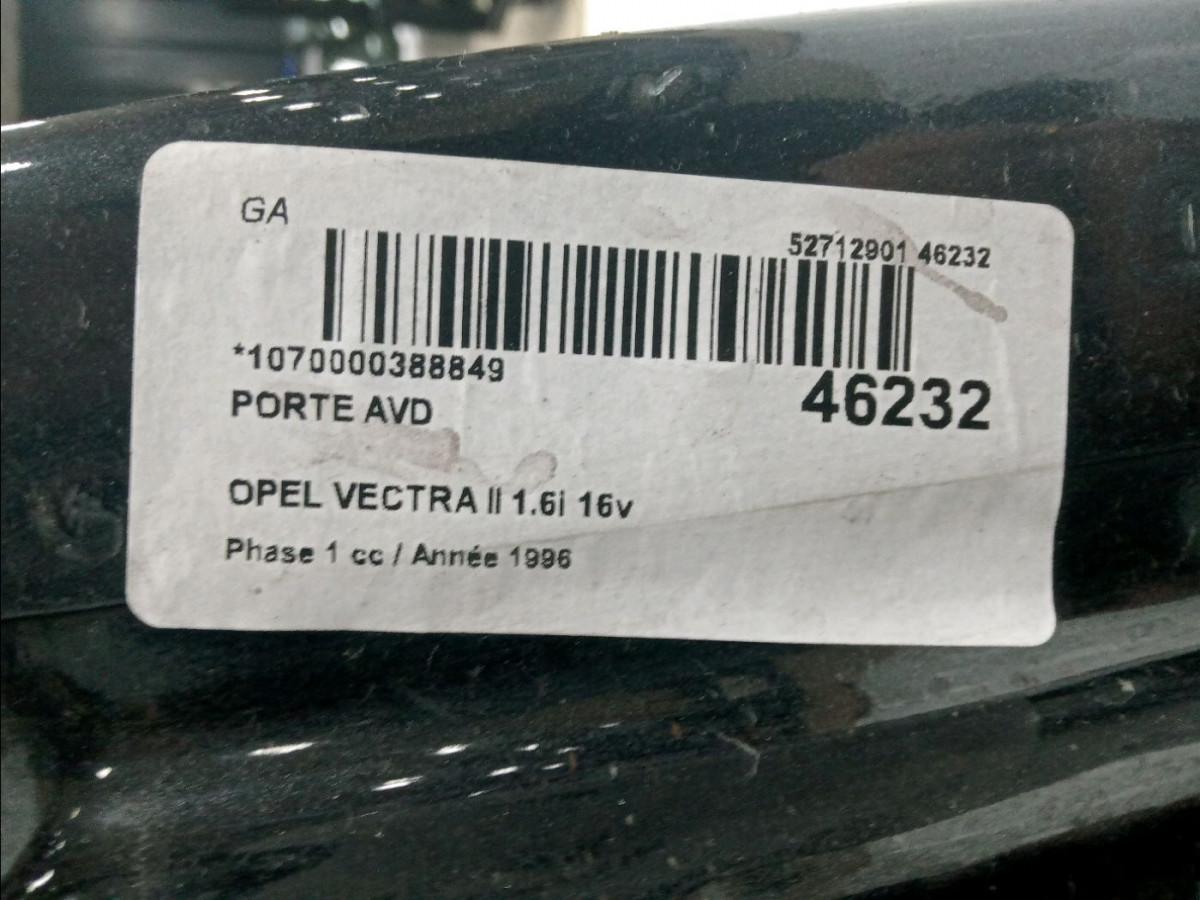 GA
52712901 46232
*1070000388849
46232
PORTE AVD
OPEL VECTRA II 1.6i 16v
Phase 1 cc / Année 1996